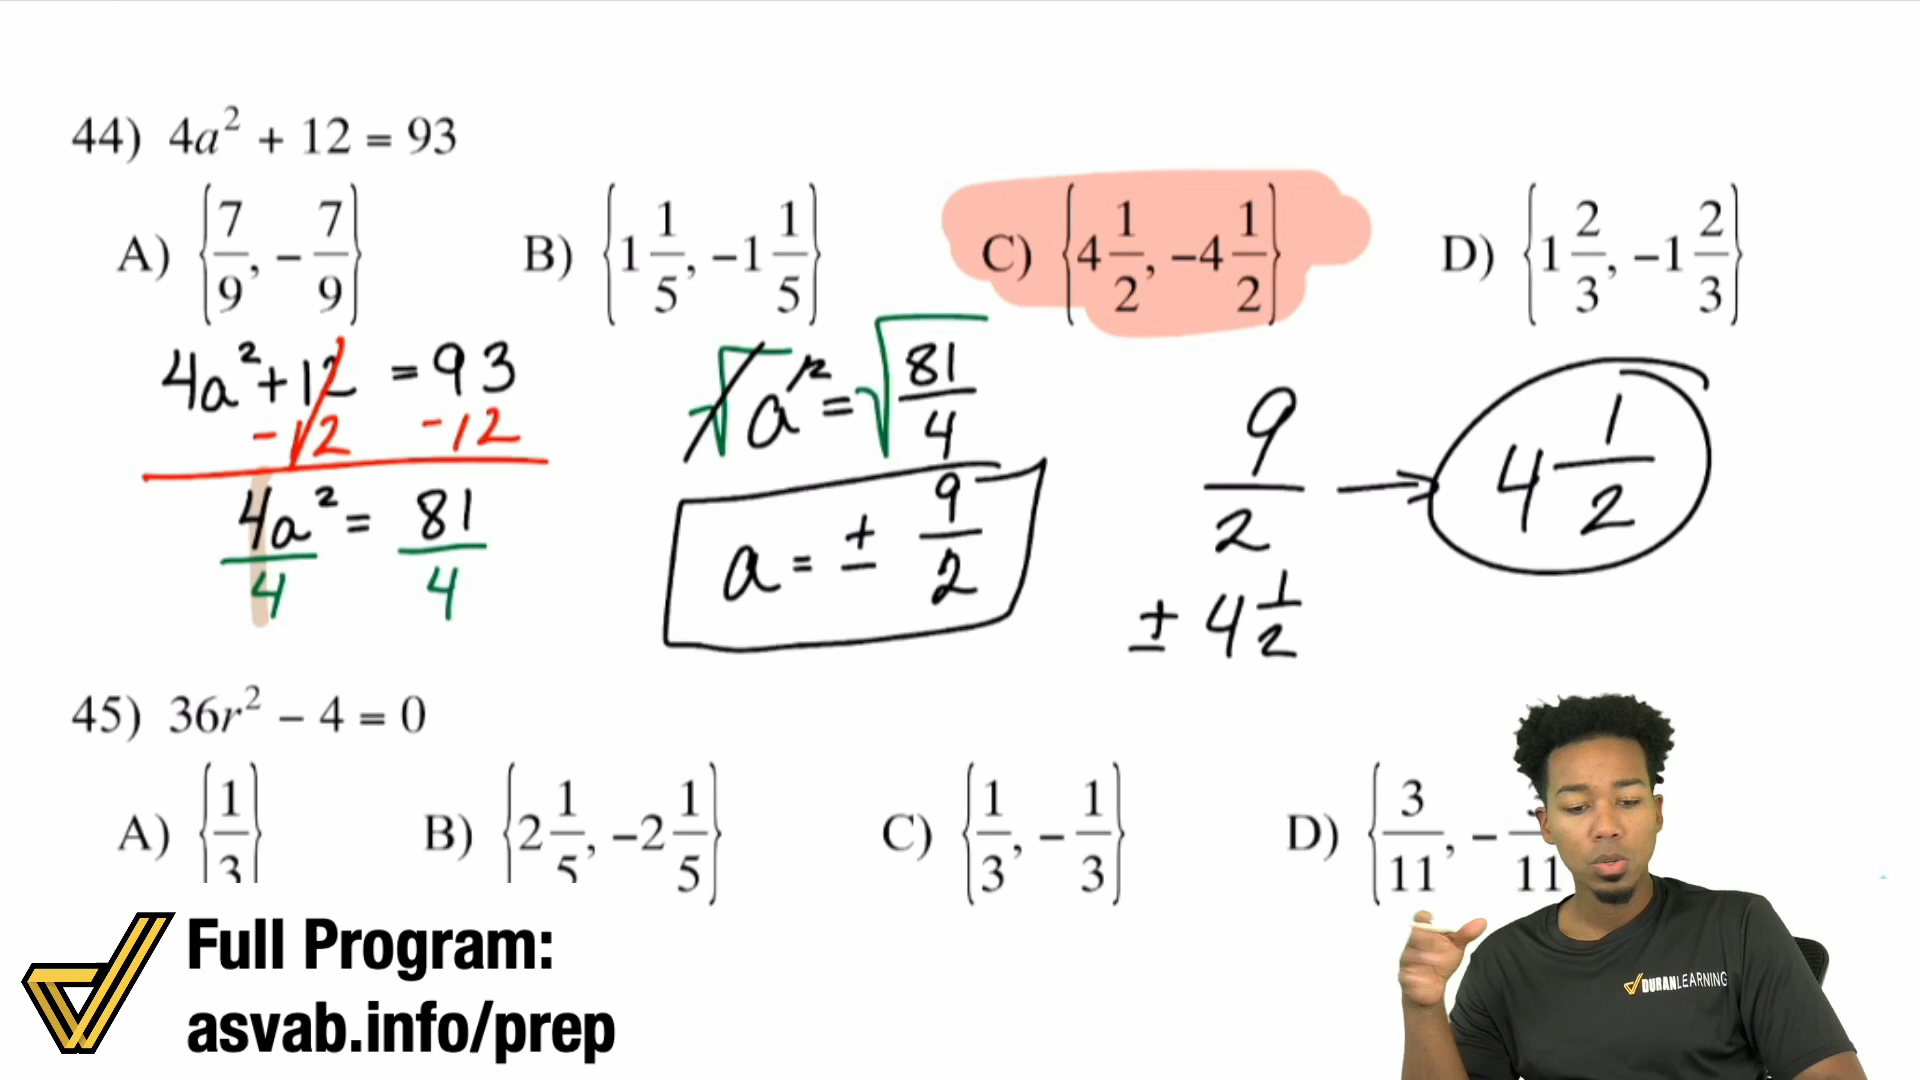 44) 4a² + 12 = 93
A) {7/9, −7/9} B) {1 1/5, −1 1/5} C) {4 1/2, −4 1/2} D) {1 2/3, −1 2/3}
4a² + 12 = 93
-12 -12
4a² = 81
4 4
√a² = √81/4
a = ± 9/2
9/2 → 4 1/2
± 4 1/2
45) 36r² − 4 = 0
A) {1/3} B) {2 1/5, −2 1/5} C) {1/3, −1/3} D) {3/11, − /11
Full Program:
asvab.info/prep
DURANLEARNING